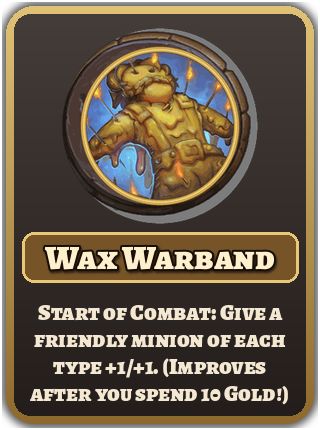 Wax Warband
Start of Combat: Give a
friendly minion of each
type +1/+1. (Improves
after you spend 10 Gold!)